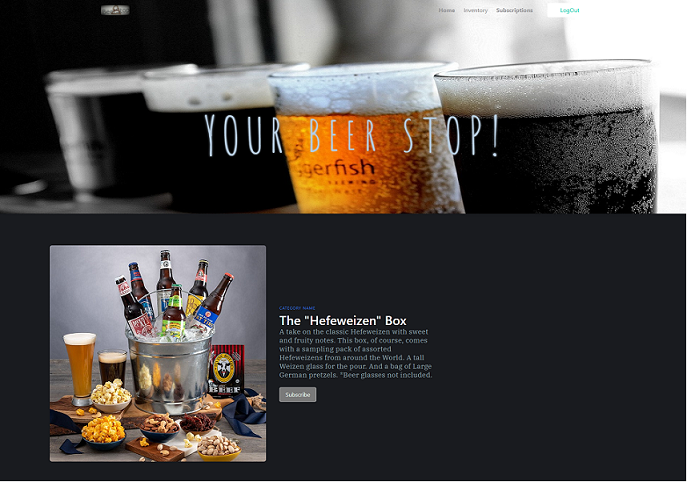 Home Inventory Subscriptions LogOut
YOUR BEER STOP!
ggerfish
BREWING
CATEGORY NAME
The "Hefeweizen" Box
A take on the classic Hefeweizen with sweet
and fruity notes. This box, of course, comes
with a sampling pack of assorted
Hefeweizens from around the World. A tall
Weizen glass for the pour. And a bag of Large
German pretzels. *Beer glasses not included.
BEEF
Subscribe